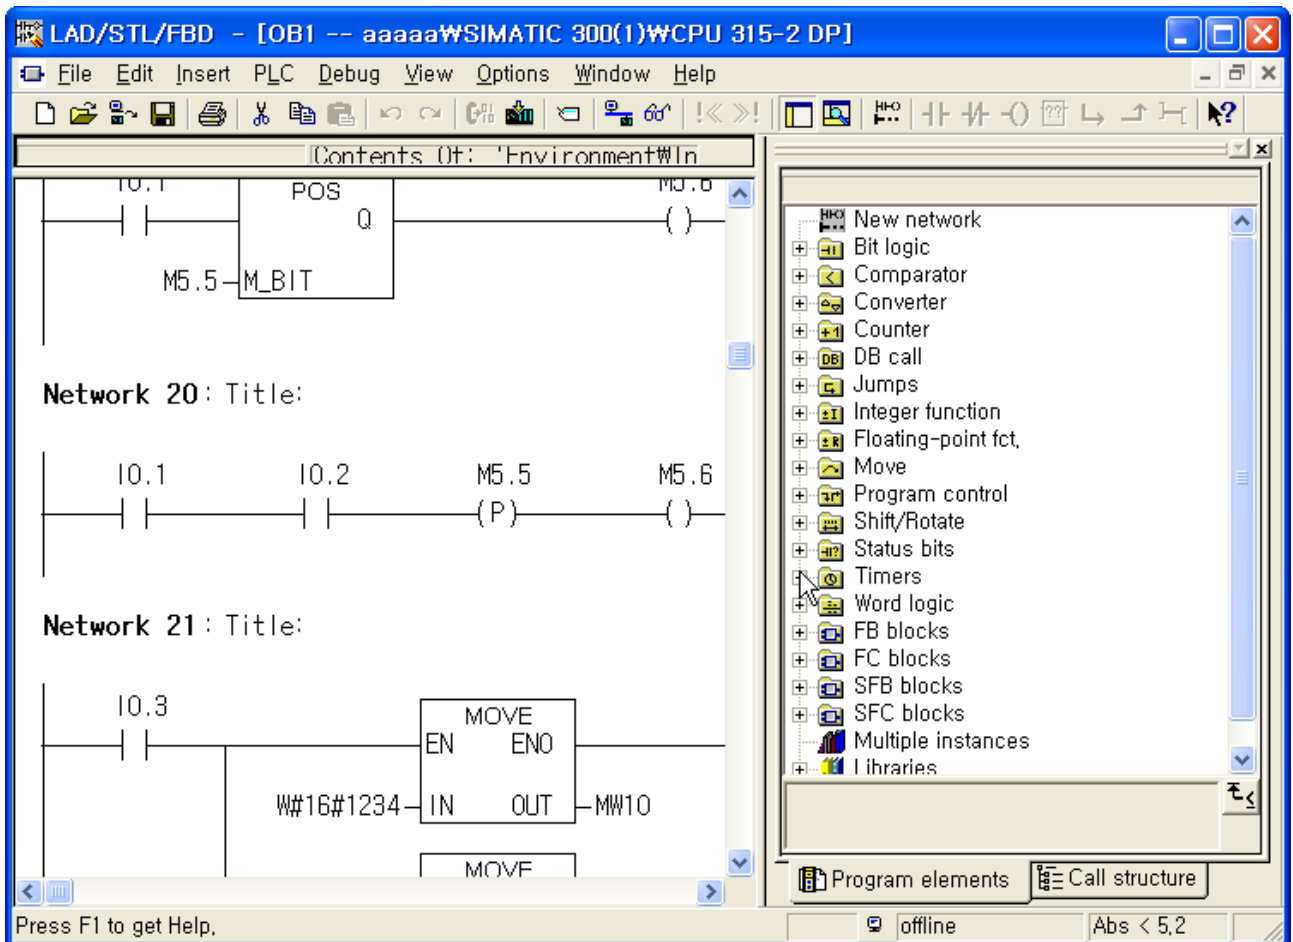 LAD/STL/FBD - [OB1 -- aaaaa₩SIMATIC 300(1)₩CPU 315-2 DP]
File Edit Insert PLC Debug View Options Window Help
Contents Of: 'Environment₩In
I0.1 POS M5.6
Q ( )
M5.5 M_BIT
Network 20: Title:
I0.1 I0.2 M5.5 M5.6
(P) ( )
Network 21: Title:
I0.3 MOVE
EN ENO
W#16#1234 IN OUT MW10
MOVE
New network
Bit logic
Comparator
Converter
Counter
DB call
Jumps
Integer function
Floating-point fct.
Move
Program control
Shift/Rotate
Status bits
Timers
Word logic
FB blocks
FC blocks
SFB blocks
SFC blocks
Multiple instances
Libraries
Program elements Call structure
Press F1 to get Help. offline Abs < 5.2